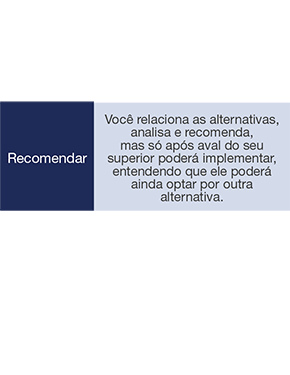 Recomendar
Você relaciona as alternativas,
analisa e recomenda,
mas só após aval do seu
superior poderá implementar,
entendendo que ele poderá
ainda optar por outra
alternativa.